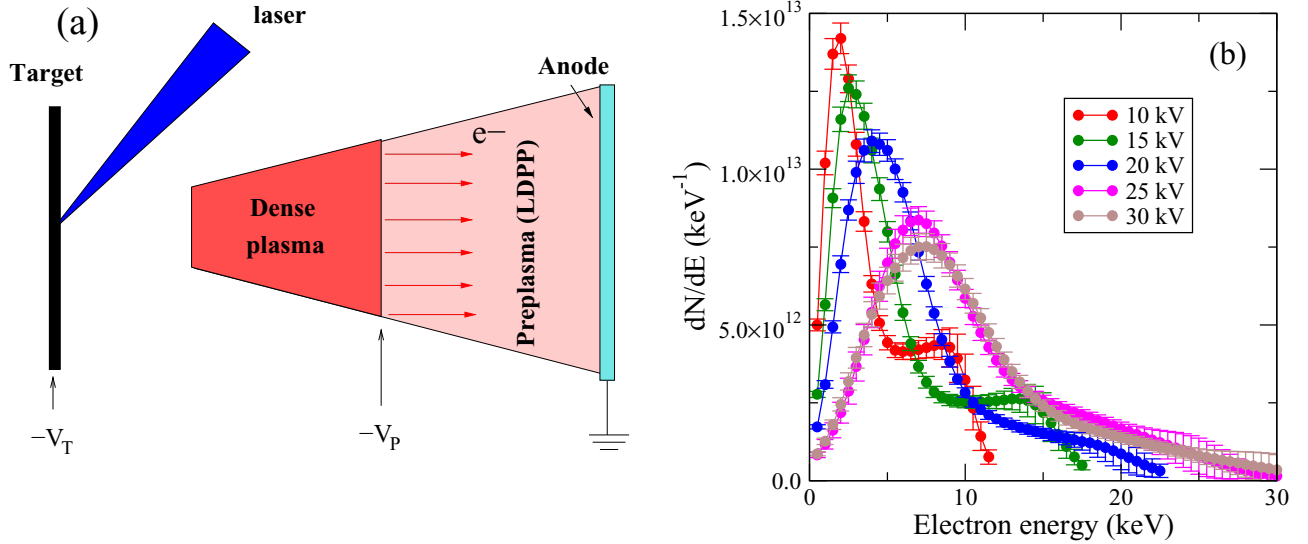 (a)
laser
Target
Anode
e−
Dense
plasma
Preplasma (LDPP)
−V_T
−V_P
(b)
1.5×10^13
1.0×10^13
5.0×10^12
0.0
dN/dE (keV^-1)
10 kV
15 kV
20 kV
25 kV
30 kV
0 10 20 30
Electron energy (keV)